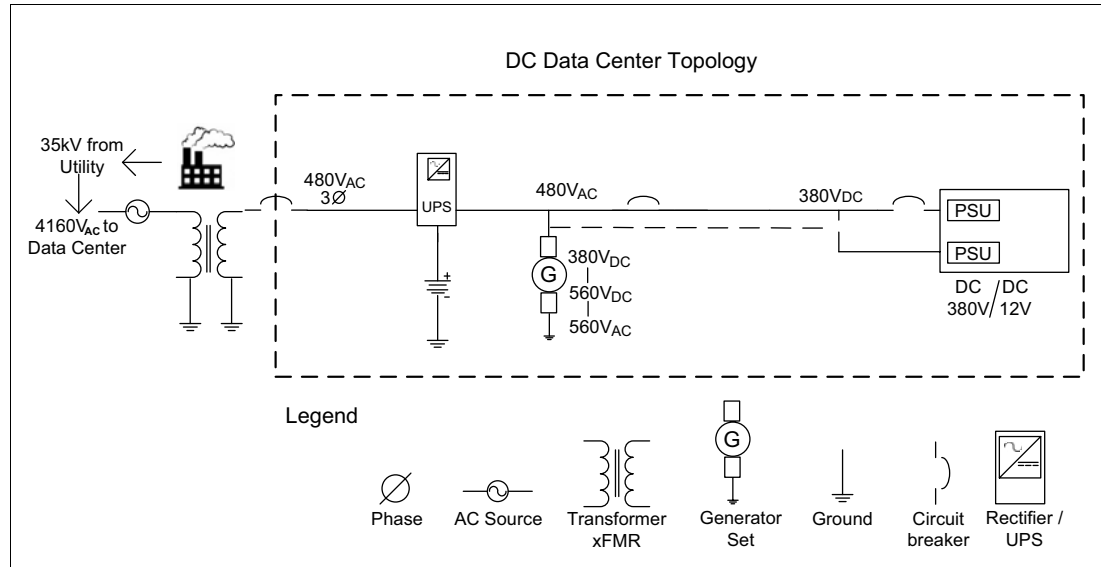 DC Data Center Topology
35kV from
Utility
4160VAC to
Data Center
480VAC
3Ø
UPS
+
-
480VAC
G
380VDC
560VDC
560VAC
380VDC
PSU
PSU
DC / DC
380V / 12V
Legend
G
Phase
AC Source
Transformer
xFMR
Generator
Set
Ground
Circuit
breaker
Rectifier /
UPS